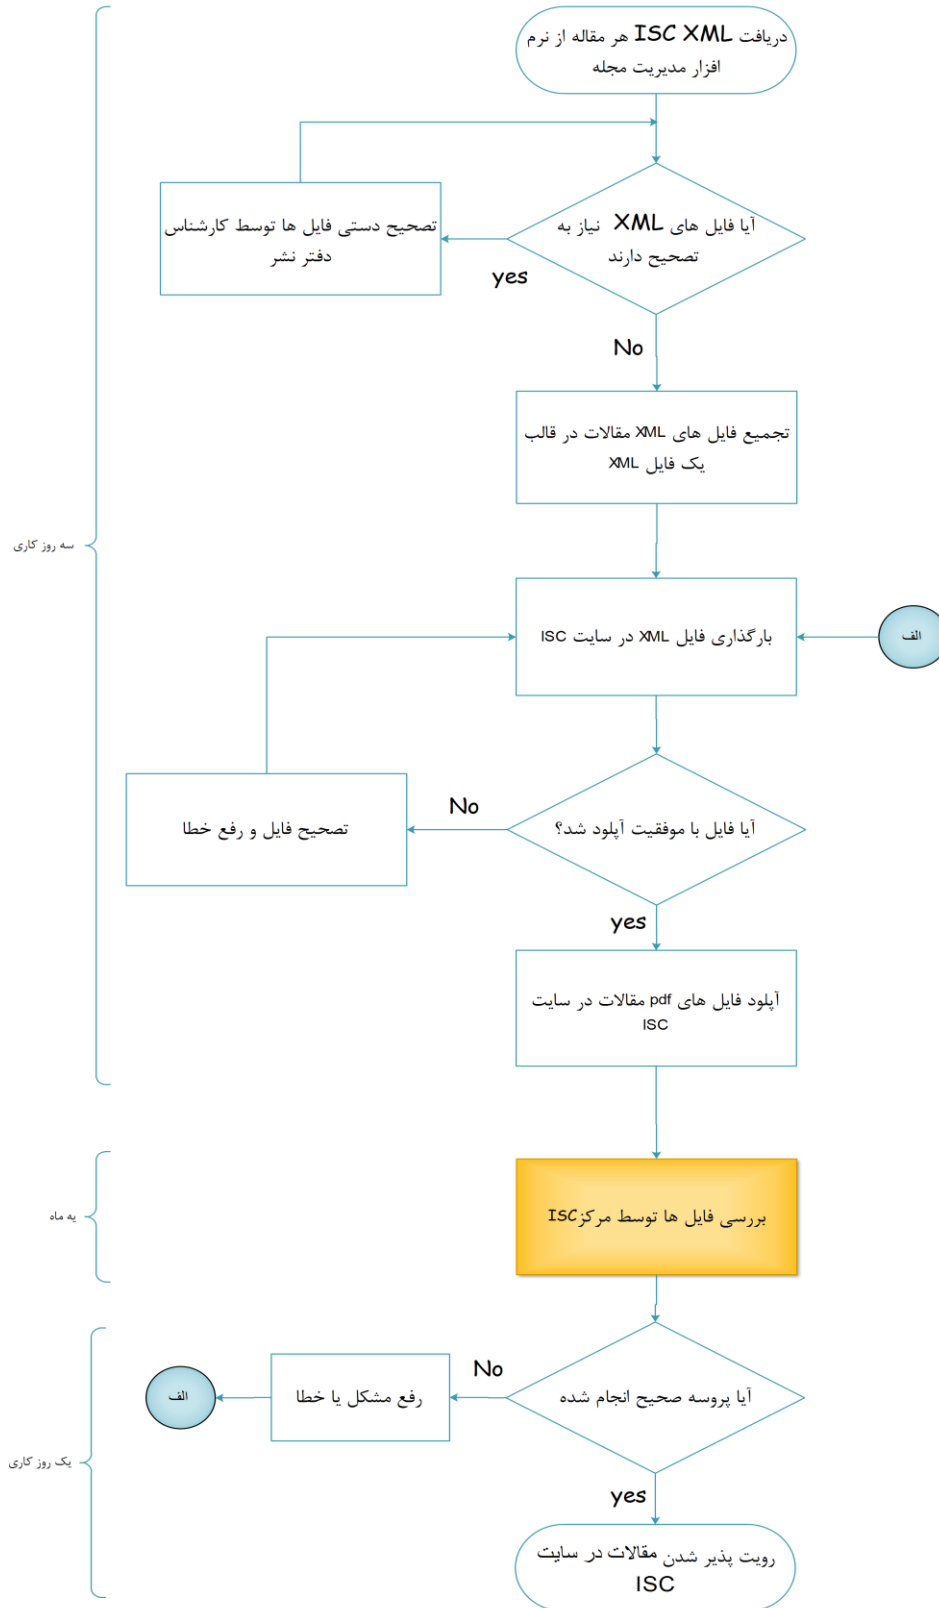 دریافت ISC XML هر مقاله از نرم
افزار مدیریت مجله
آیا فایل های XML نیاز به
تصحیح دارند
yes
تصحیح دستی فایل ها توسط کارشناس
دفتر نشر
No
تجمیع فایل های XML مقالات در قالب
یک فایل XML
سه روز کاری
بارگذاری فایل XML در سایت ISC
الف
آیا فایل با موفقیت آپلود شد؟
No
تصحیح فایل و رفع خطا
yes
آپلود فایل های pdf مقالات در سایت
ISC
بررسی فایل ها توسط مرکزISC
یه ماه
آیا پروسه صحیح انجام شده
No
رفع مشکل یا خطا
الف
یک روز کاری
yes
رویت پذیر شدن مقالات در سایت
ISC